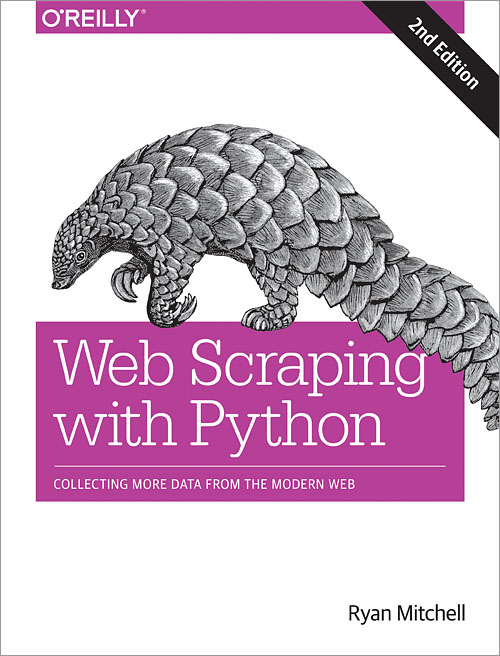 O'REILLY®
2nd Edition
Web Scraping
with Python
COLLECTING MORE DATA FROM THE MODERN WEB
Ryan Mitchell